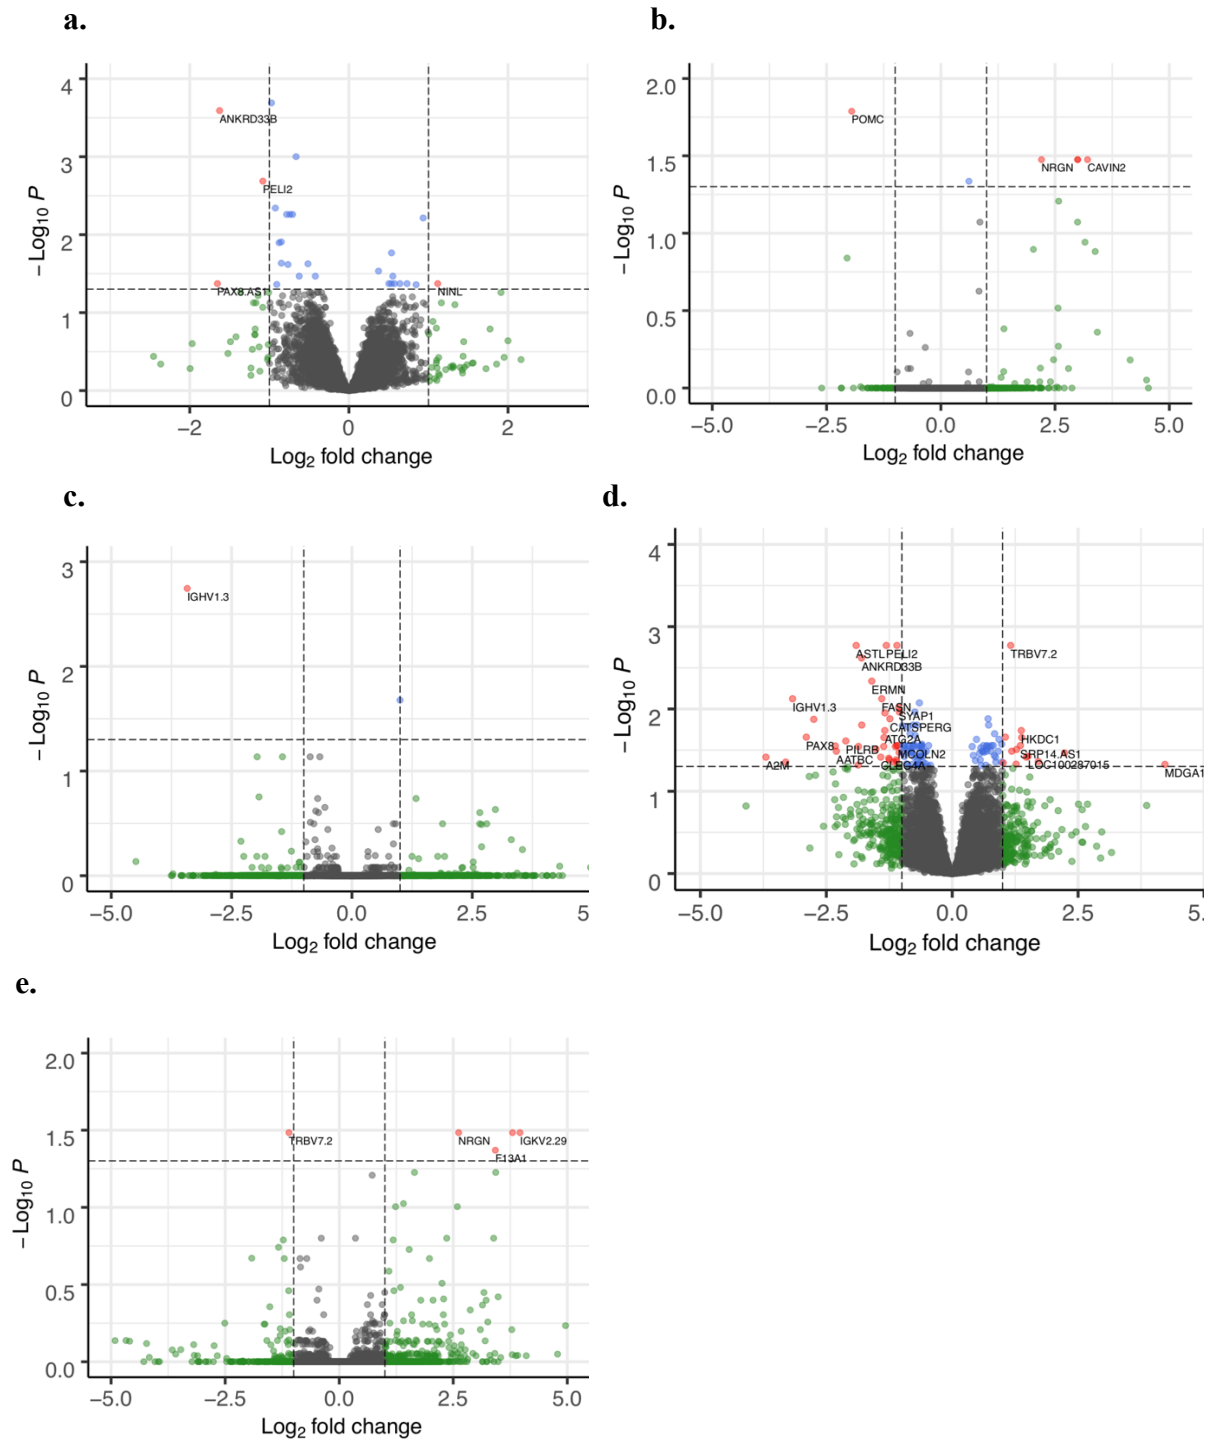 a.
4
3
2
1
0
− Log10 P
ANKRD33B
PELI2
PAX8.AS1
NINL
−2
0
2
Log2 fold change
b.
2.0
1.5
1.0
0.5
0.0
− Log10 P
POMC
NRGN
CAVIN2
−5.0
−2.5
0.0
2.5
5.0
Log2 fold change
c.
3
2
1
0
− Log10 P
IGHV1.3
−5.0
−2.5
0.0
2.5
5
Log2 fold change
d.
4
3
2
1
0
− Log10 P
ASTL
PELI2
ANKRD33B
TRBV7.2
ERMN
IGHV1.3
FASN
SYAP1
CATSPERG
PAX8
ATG2A
HKDC1
PILRB
MCOLN2
SRP14.AS1
A2M
AATBC
CLEC4A
LOC100287015
MDGA1
−5.0
−2.5
0.0
2.5
5.
Log2 fold change
e.
2.0
1.5
1.0
0.5
0.0
− Log10 P
TRBV7.2
NRGN
IGKV2.29
F13A1
−5.0
−2.5
0.0
2.5
5.0
Log2 fold change